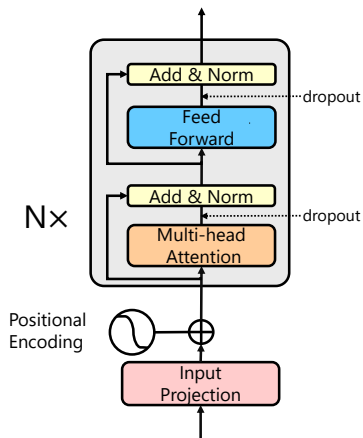 Add & Norm
dropout
Feed
Forward
Add & Norm
N×
dropout
Multi-head
Attention
Positional
Encoding
Input
Projection